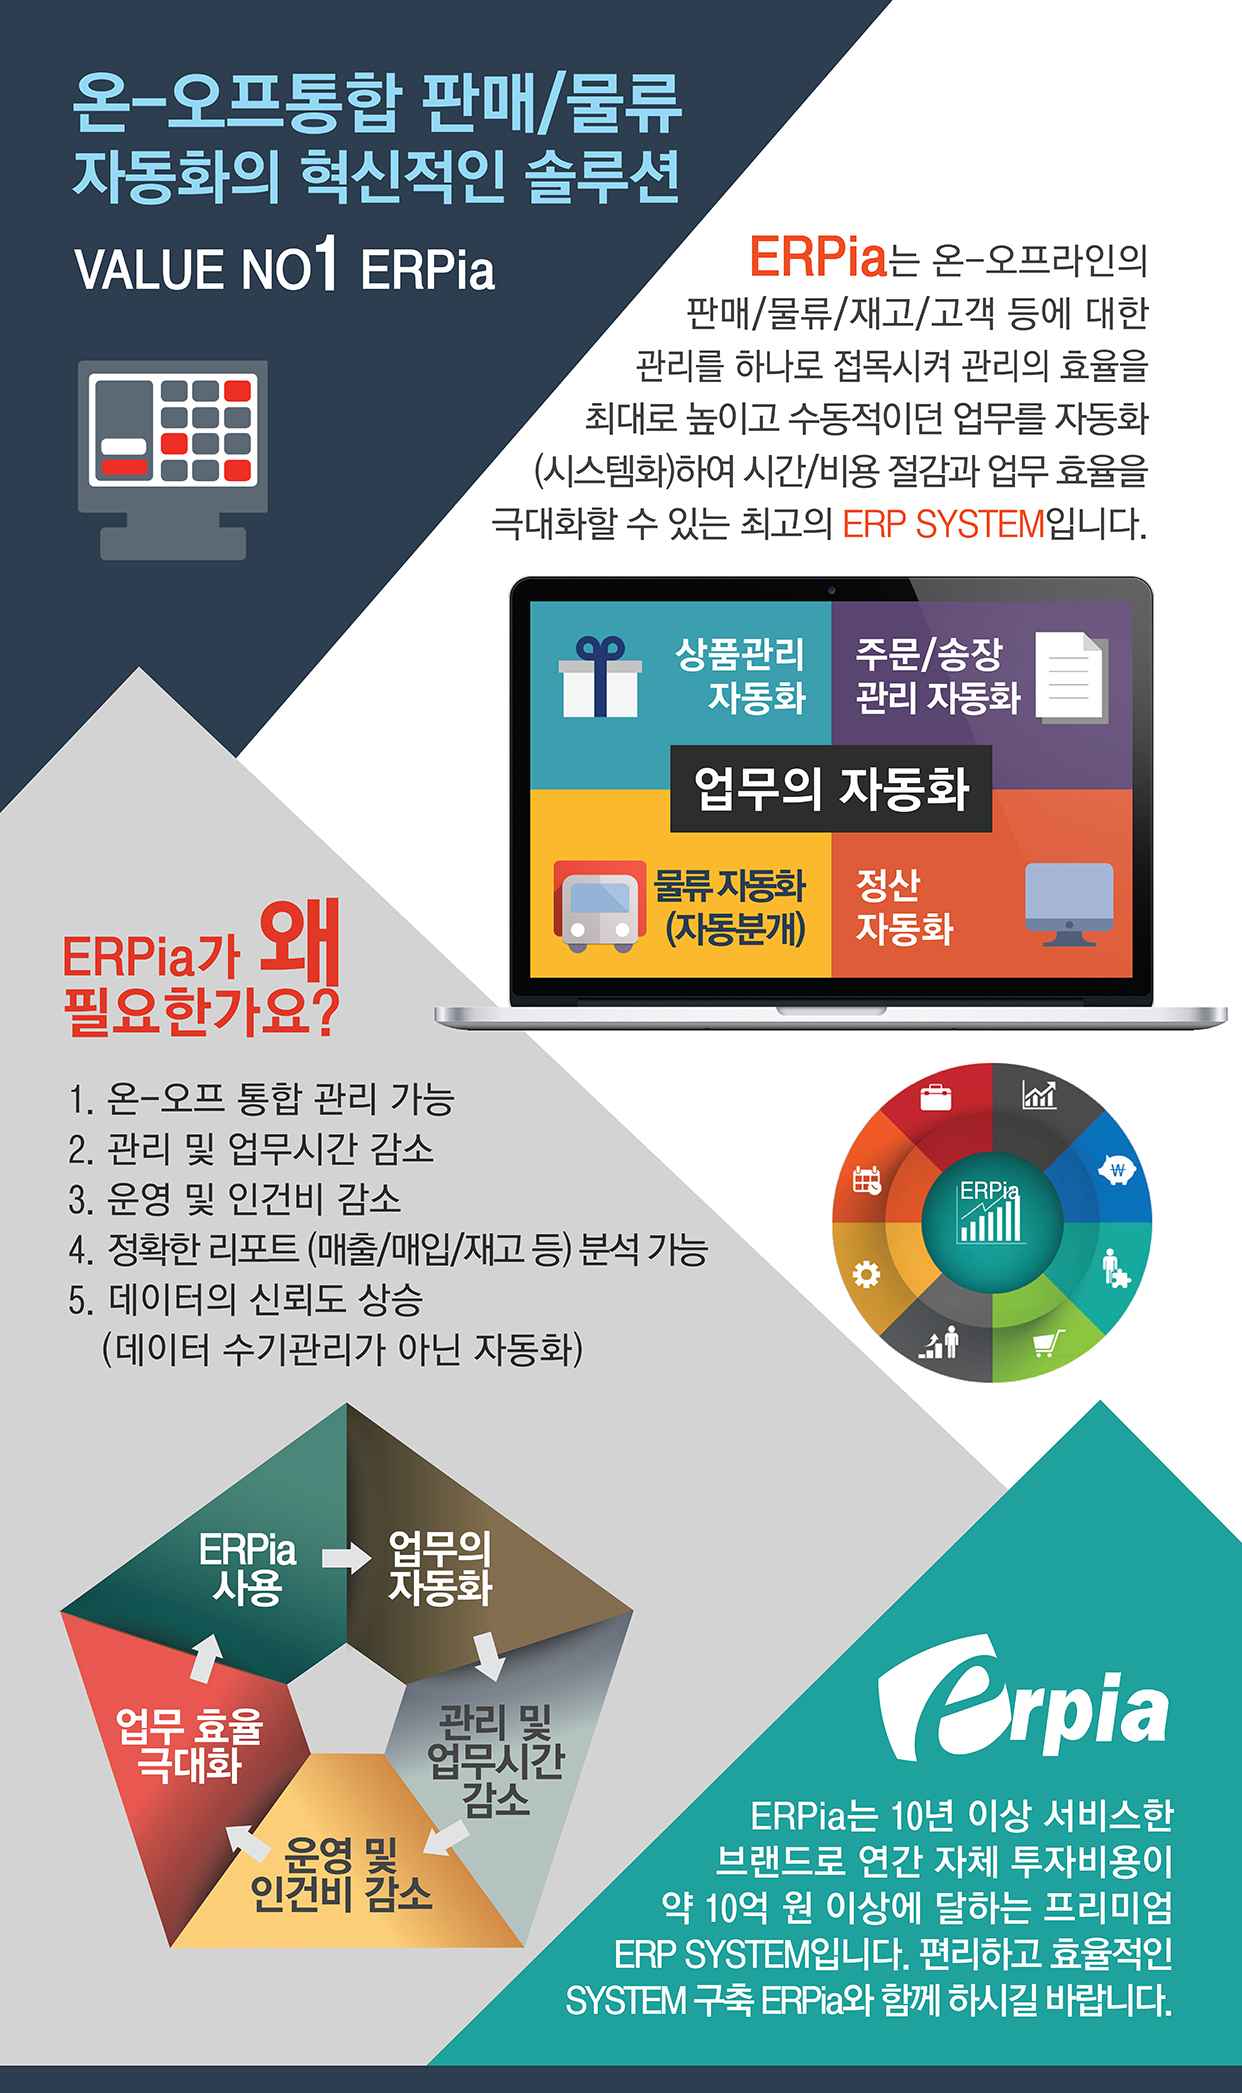 온-오프통합 판매/물류
자동화의 혁신적인 솔루션
VALUE NO1 ERPia
ERPia는 온-오프라인의
판매/물류/재고/고객 등에 대한
관리를 하나로 접목시켜 관리의 효율을
최대로 높이고 수동적이던 업무를 자동화
(시스템화)하여 시간/비용 절감과 업무 효율을
극대화할 수 있는 최고의 ERP SYSTEM입니다.
상품관리
자동화
주문/송장
관리 자동화
업무의 자동화
물류 자동화
(자동분개)
정산
자동화
ERPia가 왜
필요한가요?
1. 온-오프 통합 관리 가능
2. 관리 및 업무시간 감소
3. 운영 및 인건비 감소
4. 정확한 리포트 (매출/매입/재고 등) 분석 가능
5. 데이터의 신뢰도 상승
(데이터 수기관리가 아닌 자동화)
₩
ERPia
ERPia
사용
업무의
자동화
관리 및
업무시간
감소
운영 및
인건비 감소
업무 효율
극대화
erpia
ERPia는 10년 이상 서비스한
브랜드로 연간 자체 투자비용이
약 10억 원 이상에 달하는 프리미엄
ERP SYSTEM입니다. 편리하고 효율적인
SYSTEM 구축 ERPia와 함께 하시길 바랍니다.